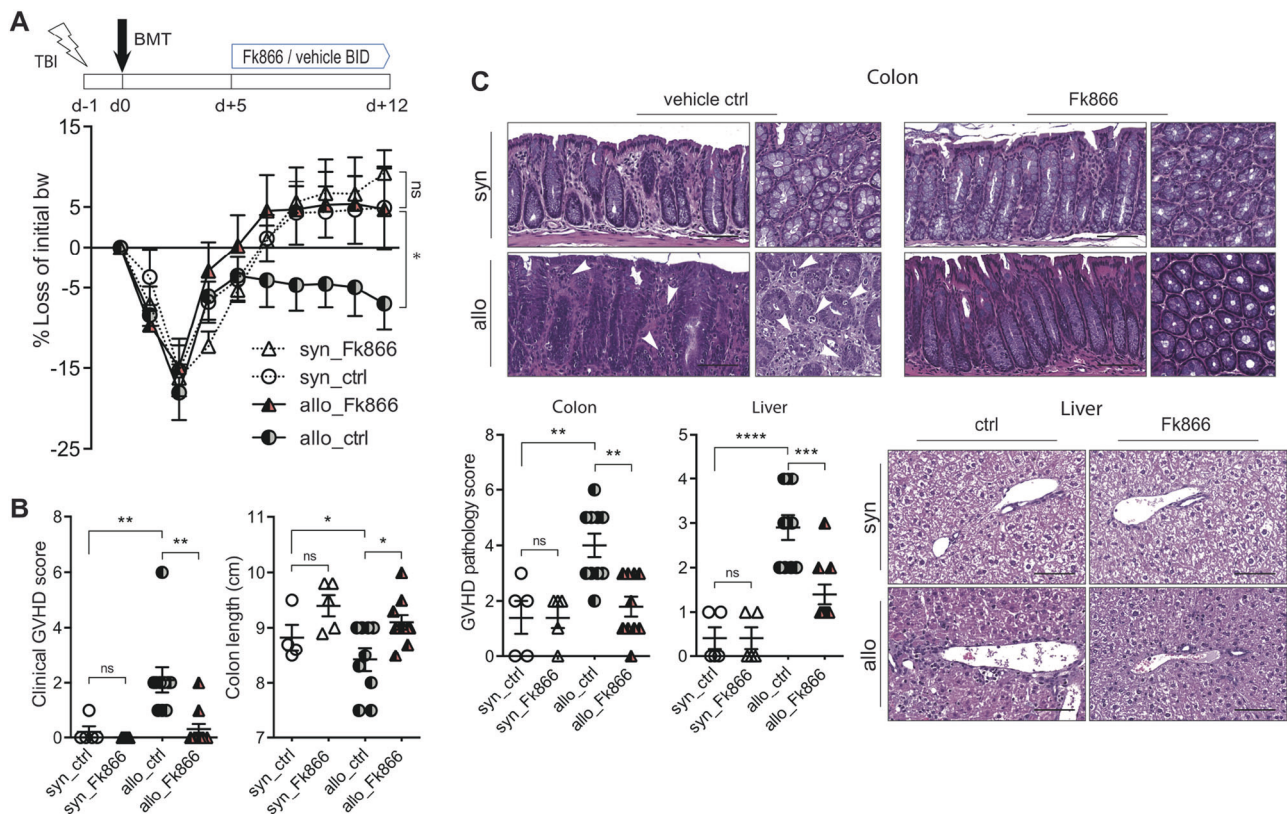 A
TBI
BMT
Fk866 / vehicle BID
d-1
d0
d+5
d+12
% Loss of initial bw
15
5
0
-5
-15
-25
ns
*
syn_Fk866
syn_ctrl
allo_Fk866
allo_ctrl
B
Clinical GVHD score
8
6
4
2
0
**
**
ns
syn_ctrl
syn_Fk866
allo_ctrl
allo_Fk866
Colon length (cm)
11
10
9
8
7
*
*
ns
syn_ctrl
syn_Fk866
allo_ctrl
allo_Fk866
C
Colon
vehicle ctrl
Fk866
syn
allo
Colon
GVHD pathology score
8
6
4
2
0
**
**
ns
syn_ctrl
syn_Fk866
allo_ctrl
allo_Fk866
Liver
5
4
3
2
1
0
****
***
ns
syn_ctrl
syn_Fk866
allo_ctrl
allo_Fk866
Liver
ctrl
Fk866
syn
allo